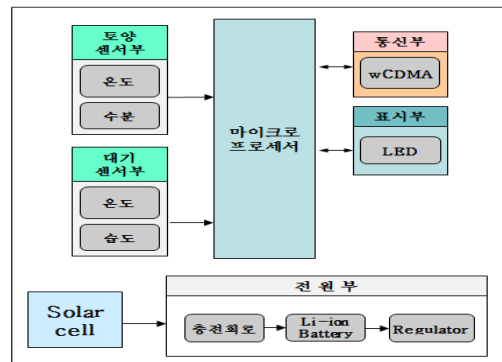 토양
센서부
온도
수분
대기
센서부
온도
습도
마이크로
프로세서
통신부
wCDMA
표시부
LED
Solar
cell
전원부
충전회로
Li-ion
Battery
Regulator